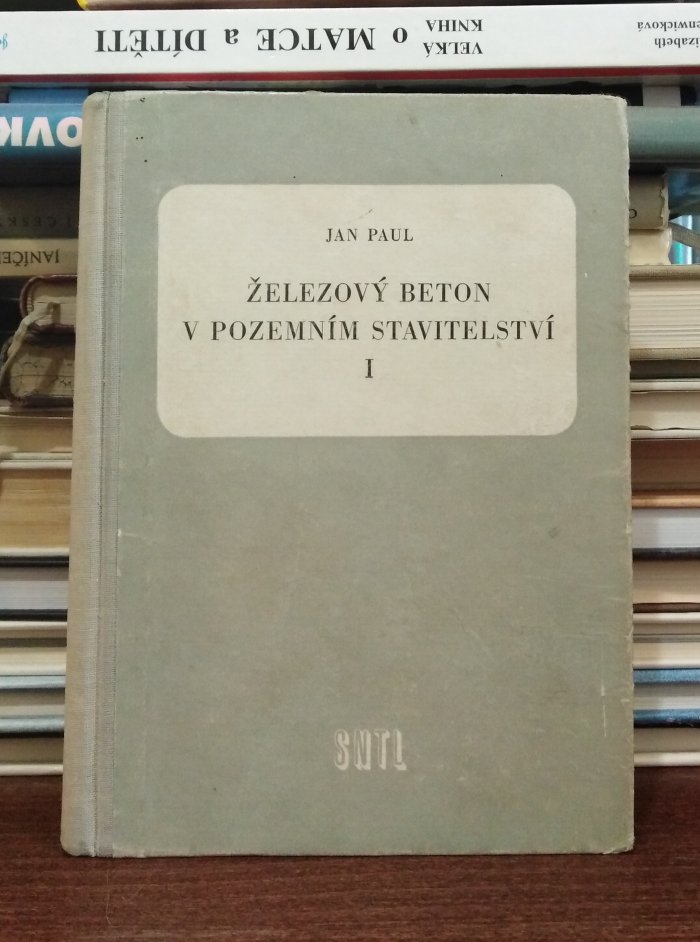 VELKÁ
KNIHA
o MATCE a DÍTĚTI
JAN PAUL
ŽELEZOVÝ BETON
V POZEMNÍM STAVITELSTVÍ
I
SNTL